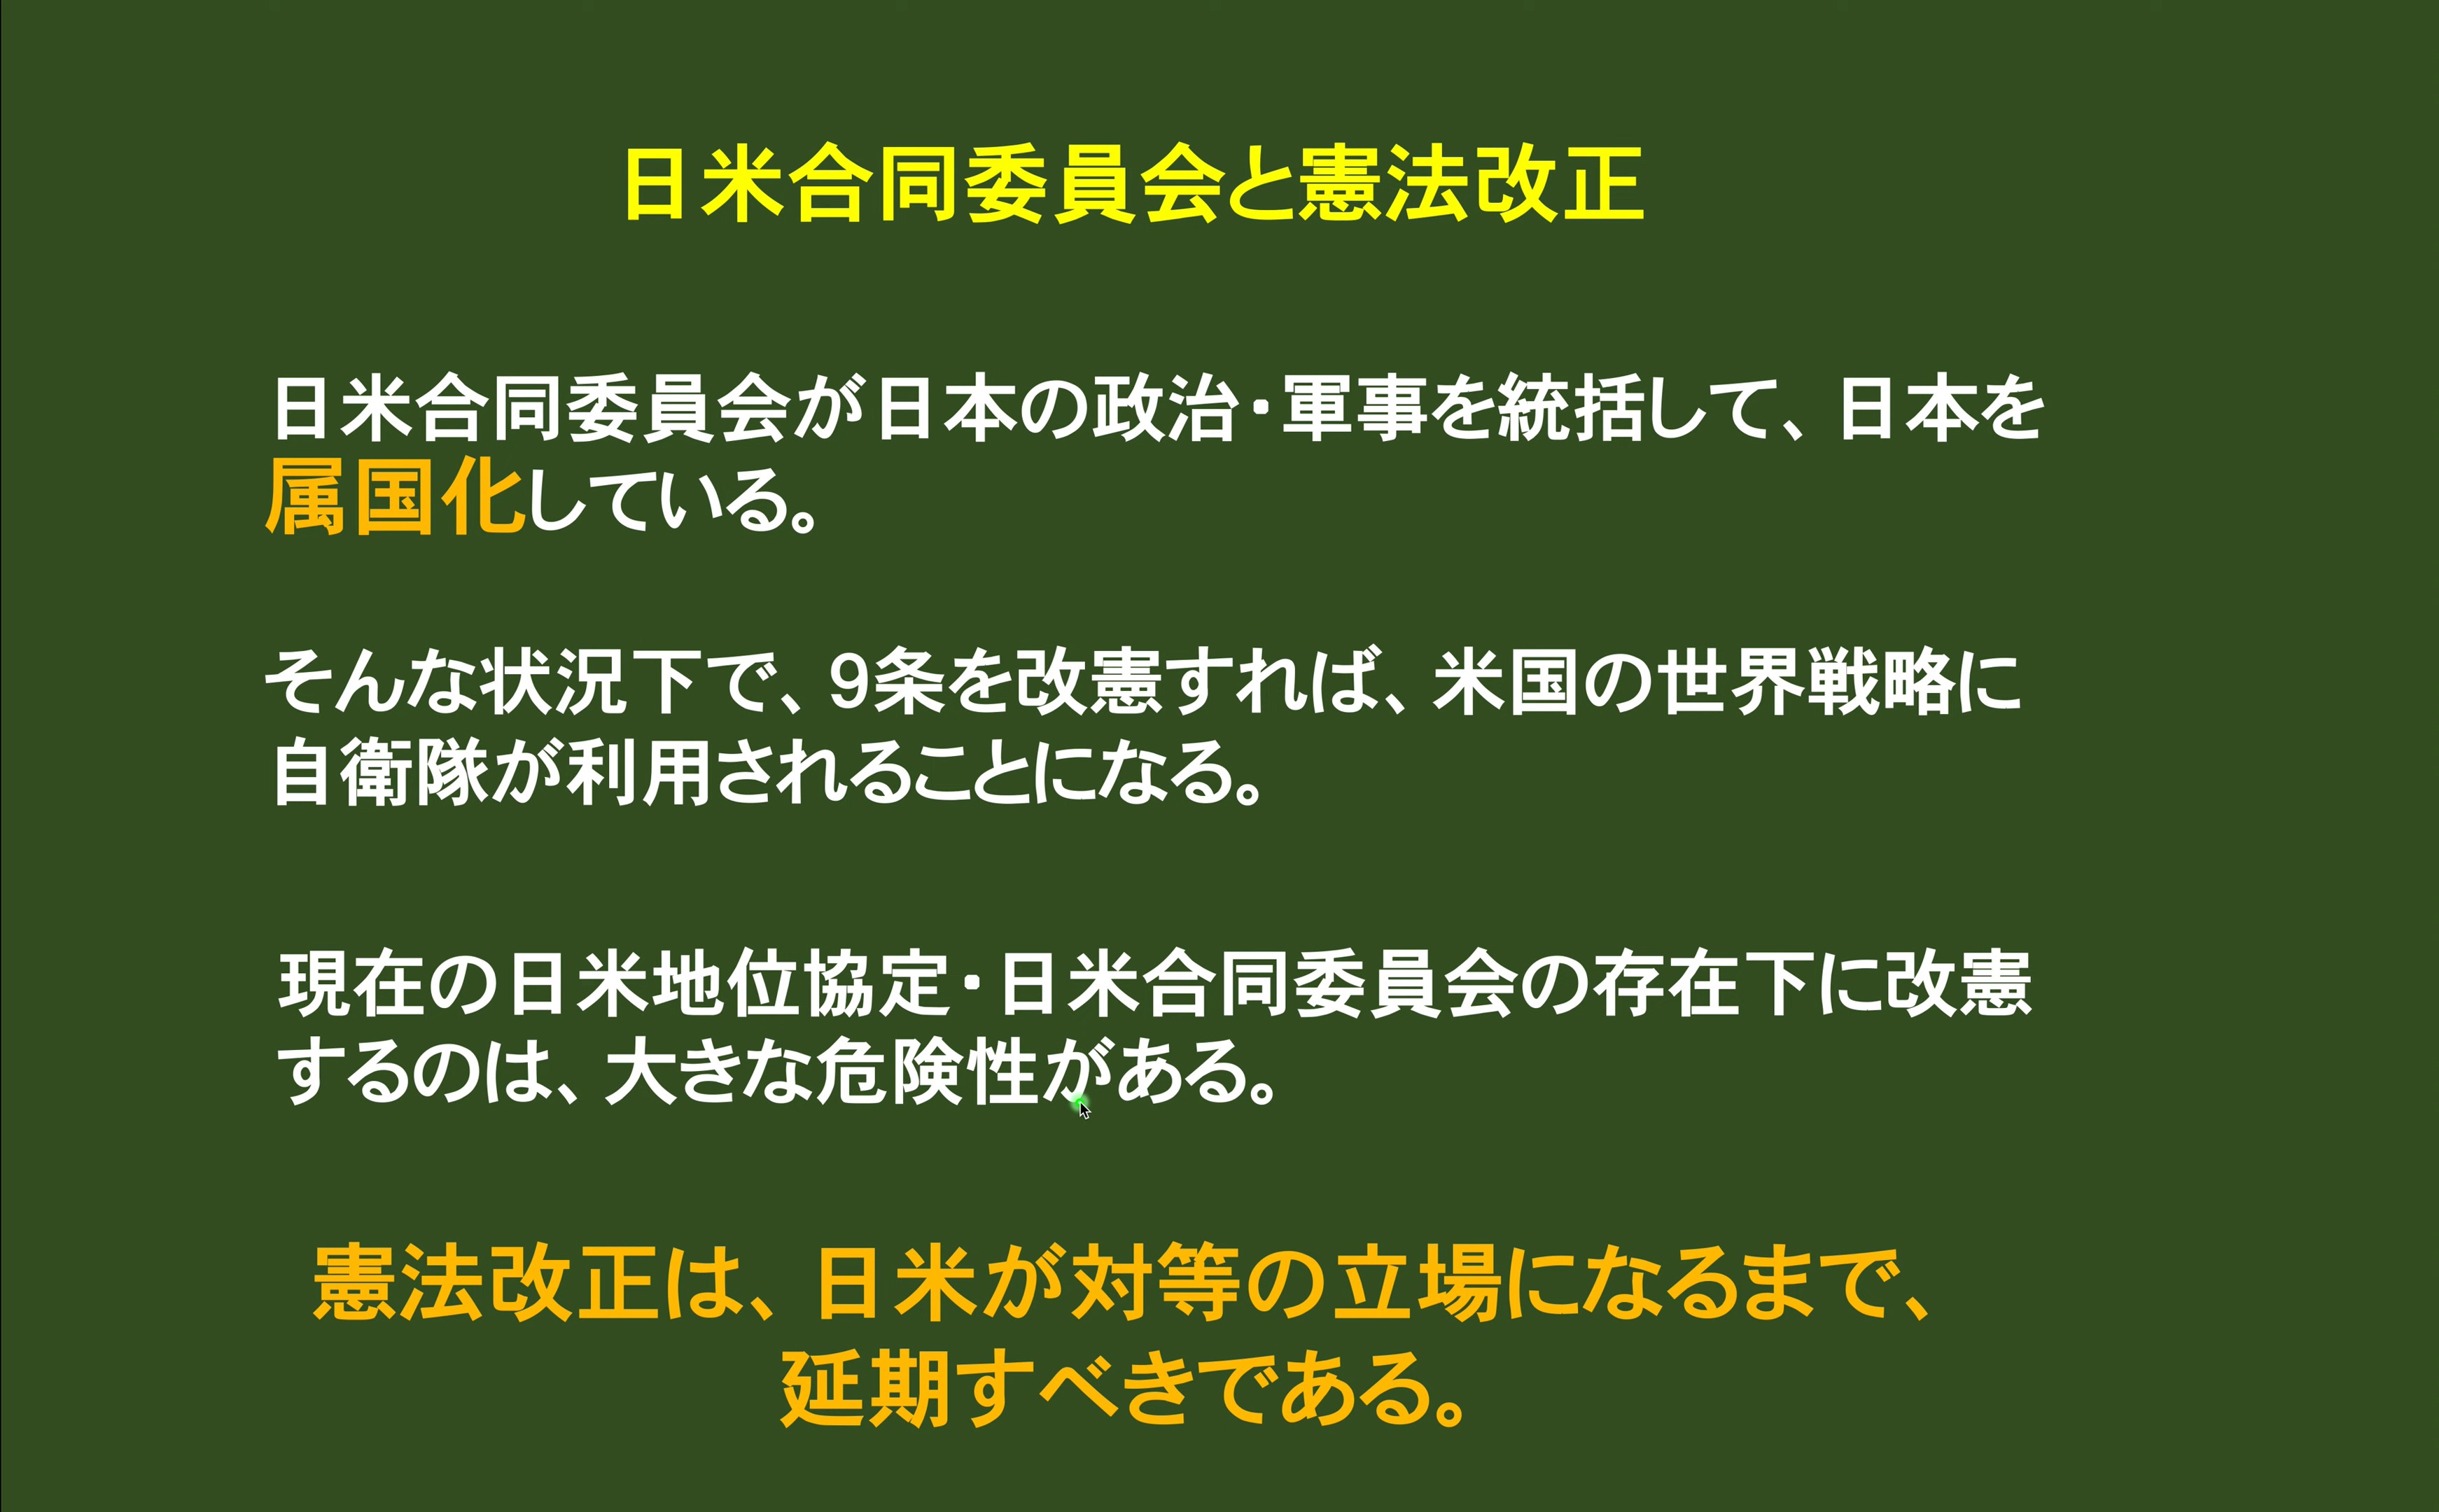 日米合同委員会と憲法改正
日米合同委員会が日本の政治・軍事を統括して、日本を
属国化している。
そんな状況下で、9条を改憲すれば、米国の世界戦略に
自衛隊が利用されることになる。
現在の日米地位協定・日米合同委員会の存在下に改憲
するのは、大きな危険性がある。
憲法改正は、日米が対等の立場になるまで、
延期すべきである。